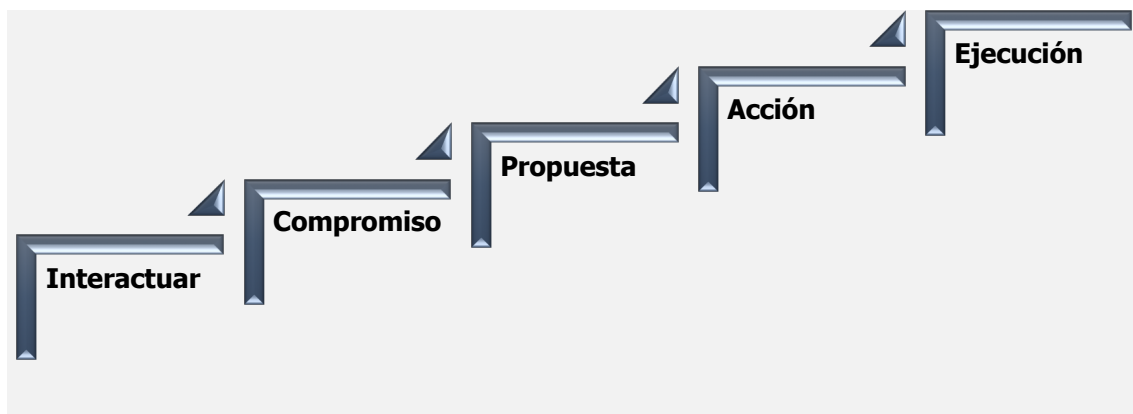 Ejecución
Acción
Propuesta
Compromiso
Interactuar